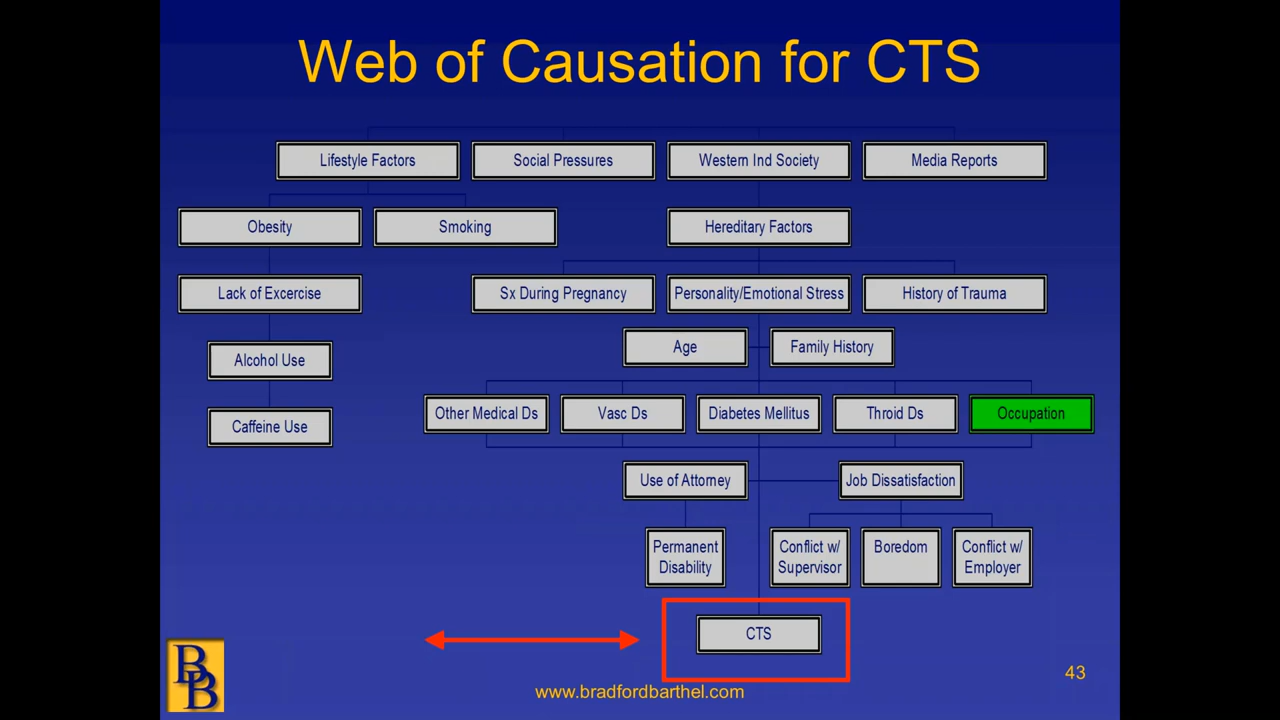 Web of Causation for CTS
Lifestyle Factors
Social Pressures
Western Ind Society
Media Reports
Obesity
Smoking
Hereditary Factors
Lack of Excercise
Sx During Pregnancy
Personality/Emotional Stress
History of Trauma
Alcohol Use
Age
Family History
Caffeine Use
Other Medical Ds
Vasc Ds
Diabetes Mellitus
Throid Ds
Occupation
Use of Attorney
Job Dissatisfaction
Permanent
Disability
Conflict w/
Supervisor
Boredom
Conflict w/
Employer
CTS
BB
www.bradfordbarthel.com
43